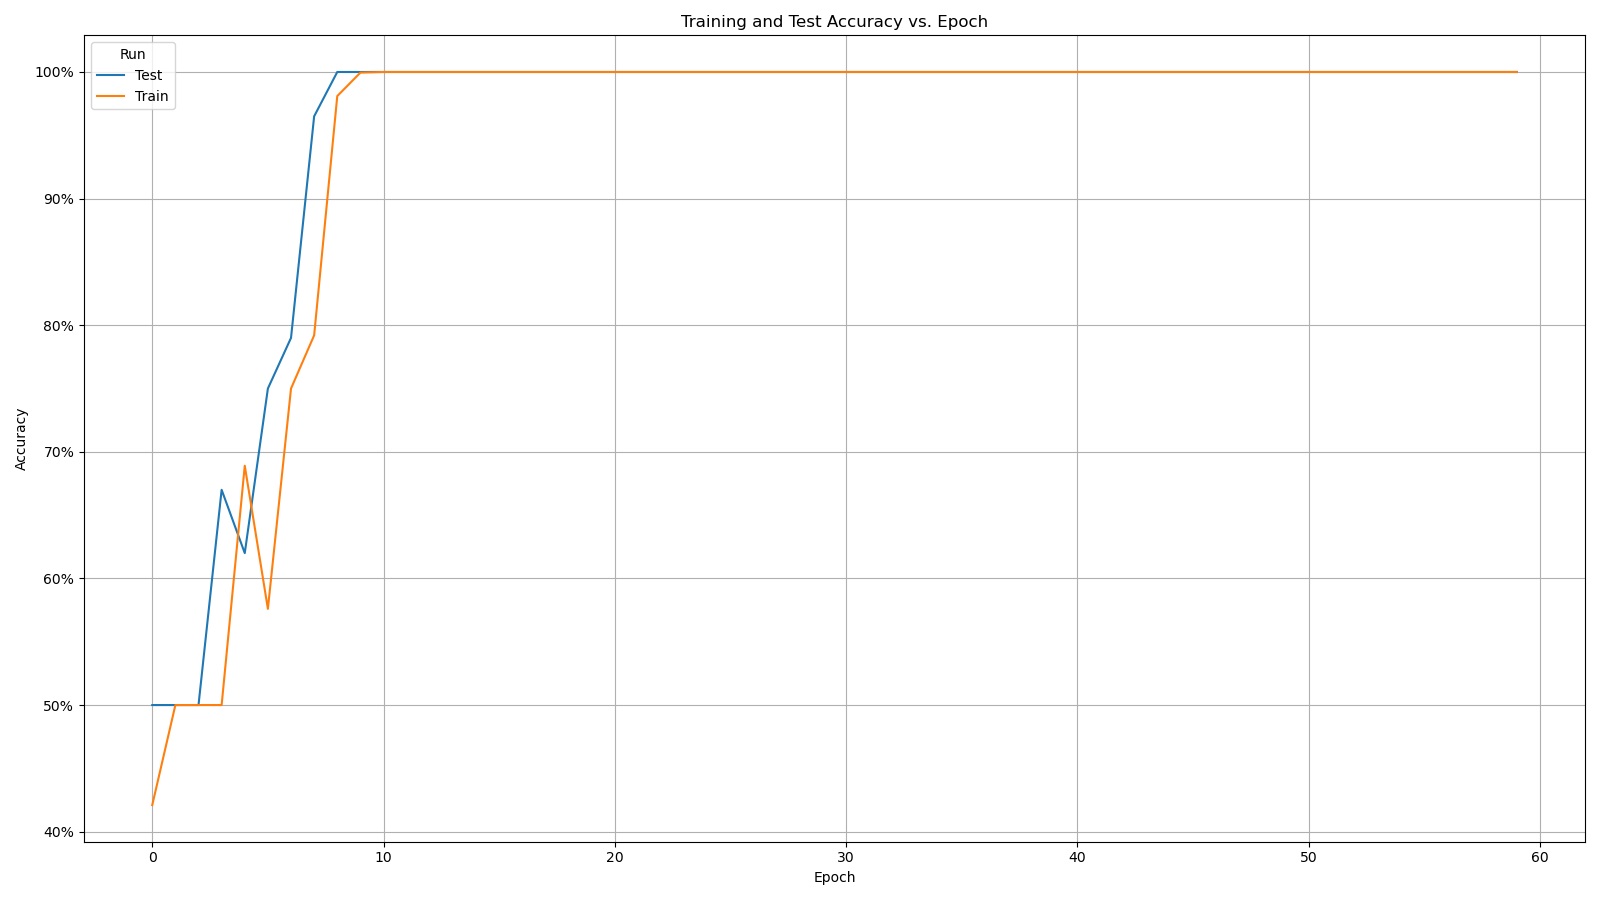 Training and Test Accuracy vs. Epoch
Run
Test
Train
100%
90%
80%
70%
60%
50%
40%
Accuracy
0 10 20 30 40 50 60
Epoch